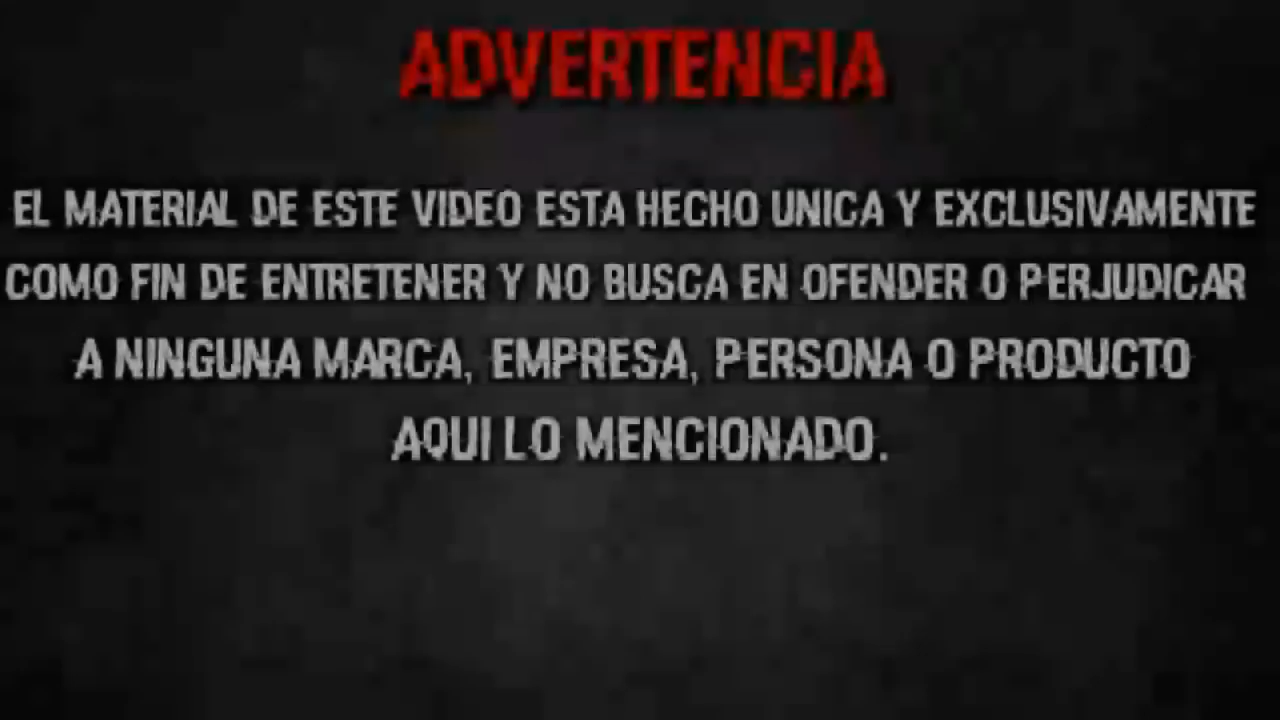 ADVERTENCIA
EL MATERIAL DE ESTE VIDEO ESTA HECHO UNICA Y EXCLUSIVAMENTE
COMO FIN DE ENTRETENER Y NO BUSCA EN OFENDER O PERJUDICAR
A NINGUNA MARCA, EMPRESA, PERSONA O PRODUCTO
AQUI LO MENCIONADO.